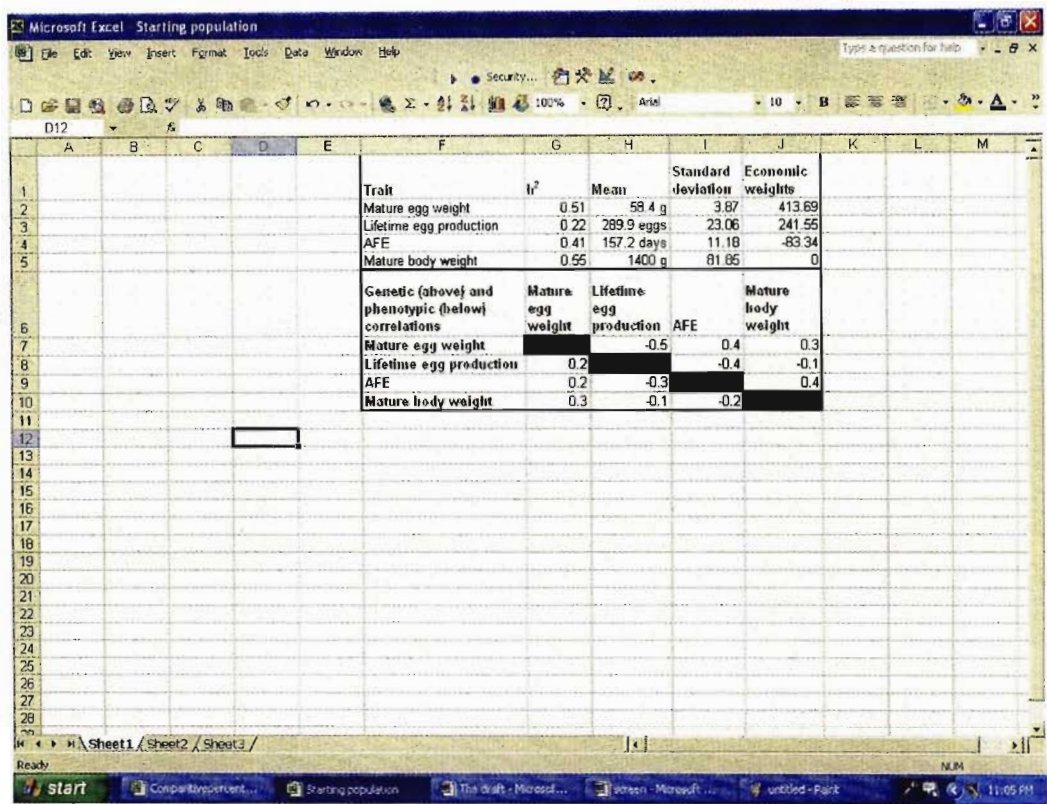 Microsoft Excel Starting population
File Edit View Insert Format Tools Data Window Help
Type a question for help
Security...
100%
Arial
10
B
A
D12
fx
A B C D E F G H I J K L M
1 Trait h² Mean Standard deviation Economic weights
2 Mature egg weight 0.51 58.4 g 3.87 413.69
3 Lifetime egg production 0.22 289.9 eggs 23.06 241.55
4 AFE 0.41 157.2 days 11.18 -83.34
5 Mature body weight 0.55 1400 g 81.85 0
6 Genetic (above) and phenotypic (below) correlations Mature egg weight Lifetime egg production AFE Mature body weight
7 Mature egg weight -0.5 0.4 0.3
8 Lifetime egg production 0.2 -0.4 -0.1
9 AFE 0.2 -0.3 0.4
10 Mature body weight 0.3 -0.1 -0.2
11
12
13
14
15
16
17
18
19
20
21
22
23
24
25
26
27
28
Sheet1 / Sheet2 / Sheet3 /
Ready
NUM
start
Starting population
The draft - Microsof...
screen - Microsoft ...
untitled - Paint
11:05 PM